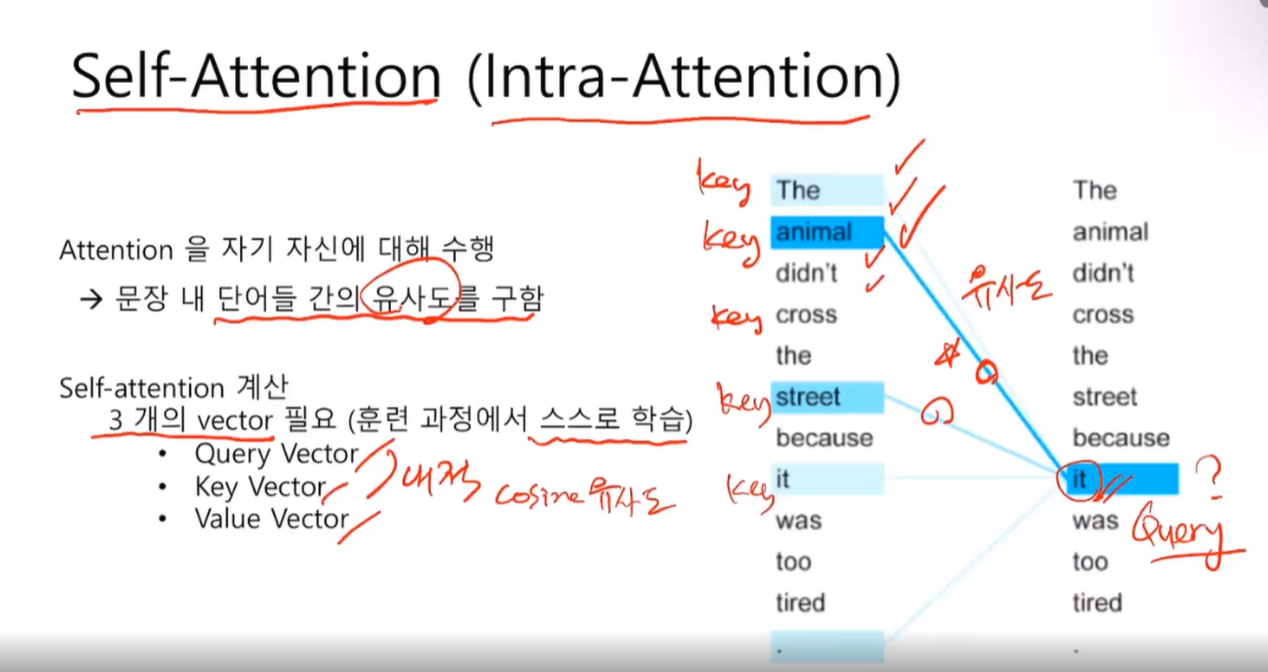 Self-Attention (Intra-Attention)
Attention 을 자기 자신에 대해 수행
→ 문장 내 단어들 간의 유사도를 구함
Self-attention 계산
3 개의 vector 필요 (훈련 과정에서 스스로 학습)
• Query Vector
• Key Vector
• Value Vector
내적 cosine 유사도
key The
key animal
didn't
key cross
the
key street
because
key it
was
too
tired
.
유사도
The
animal
didn't
cross
the
street
because
it ?
was Query
too
tired
.